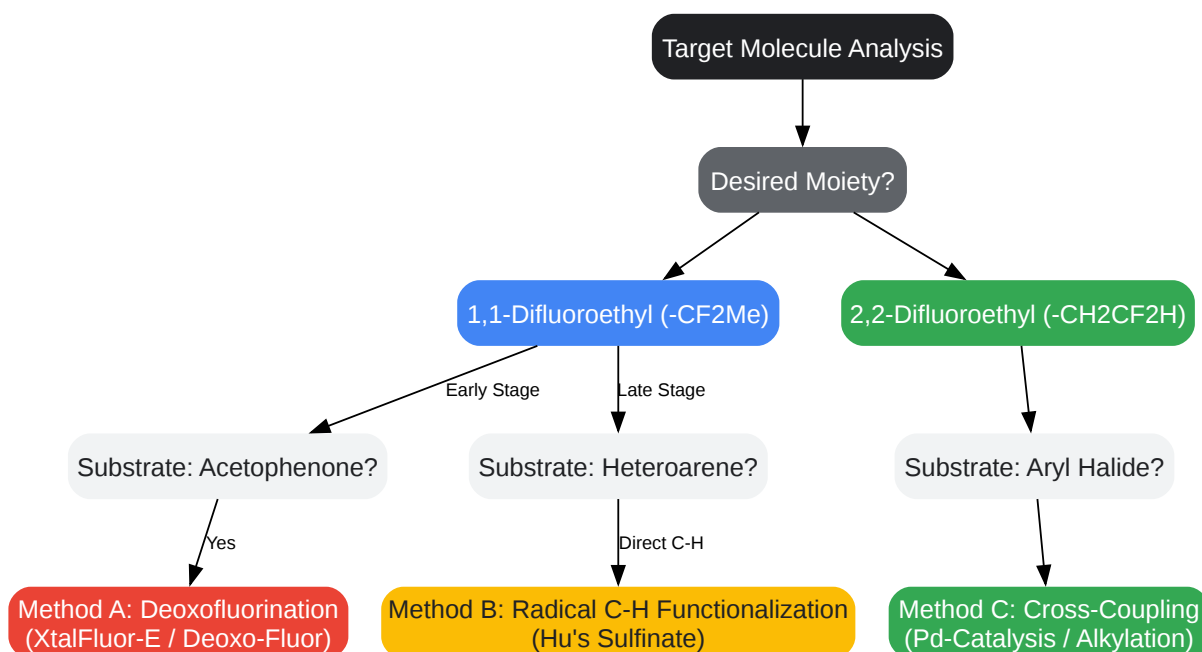 Target Molecule Analysis
Desired Moiety?
1,1-Difluoroethyl (-CF2Me)
2,2-Difluoroethyl (-CH2CF2H)
Early Stage
Late Stage
Substrate: Acetophenone?
Substrate: Heteroarene?
Substrate: Aryl Halide?
Yes
Direct C-H
Method A: Deoxofluorination
(XtalFluor-E / Deoxo-Fluor)
Method B: Radical C-H Functionalization
(Hu's Sulfinate)
Method C: Cross-Coupling
(Pd-Catalysis / Alkylation)